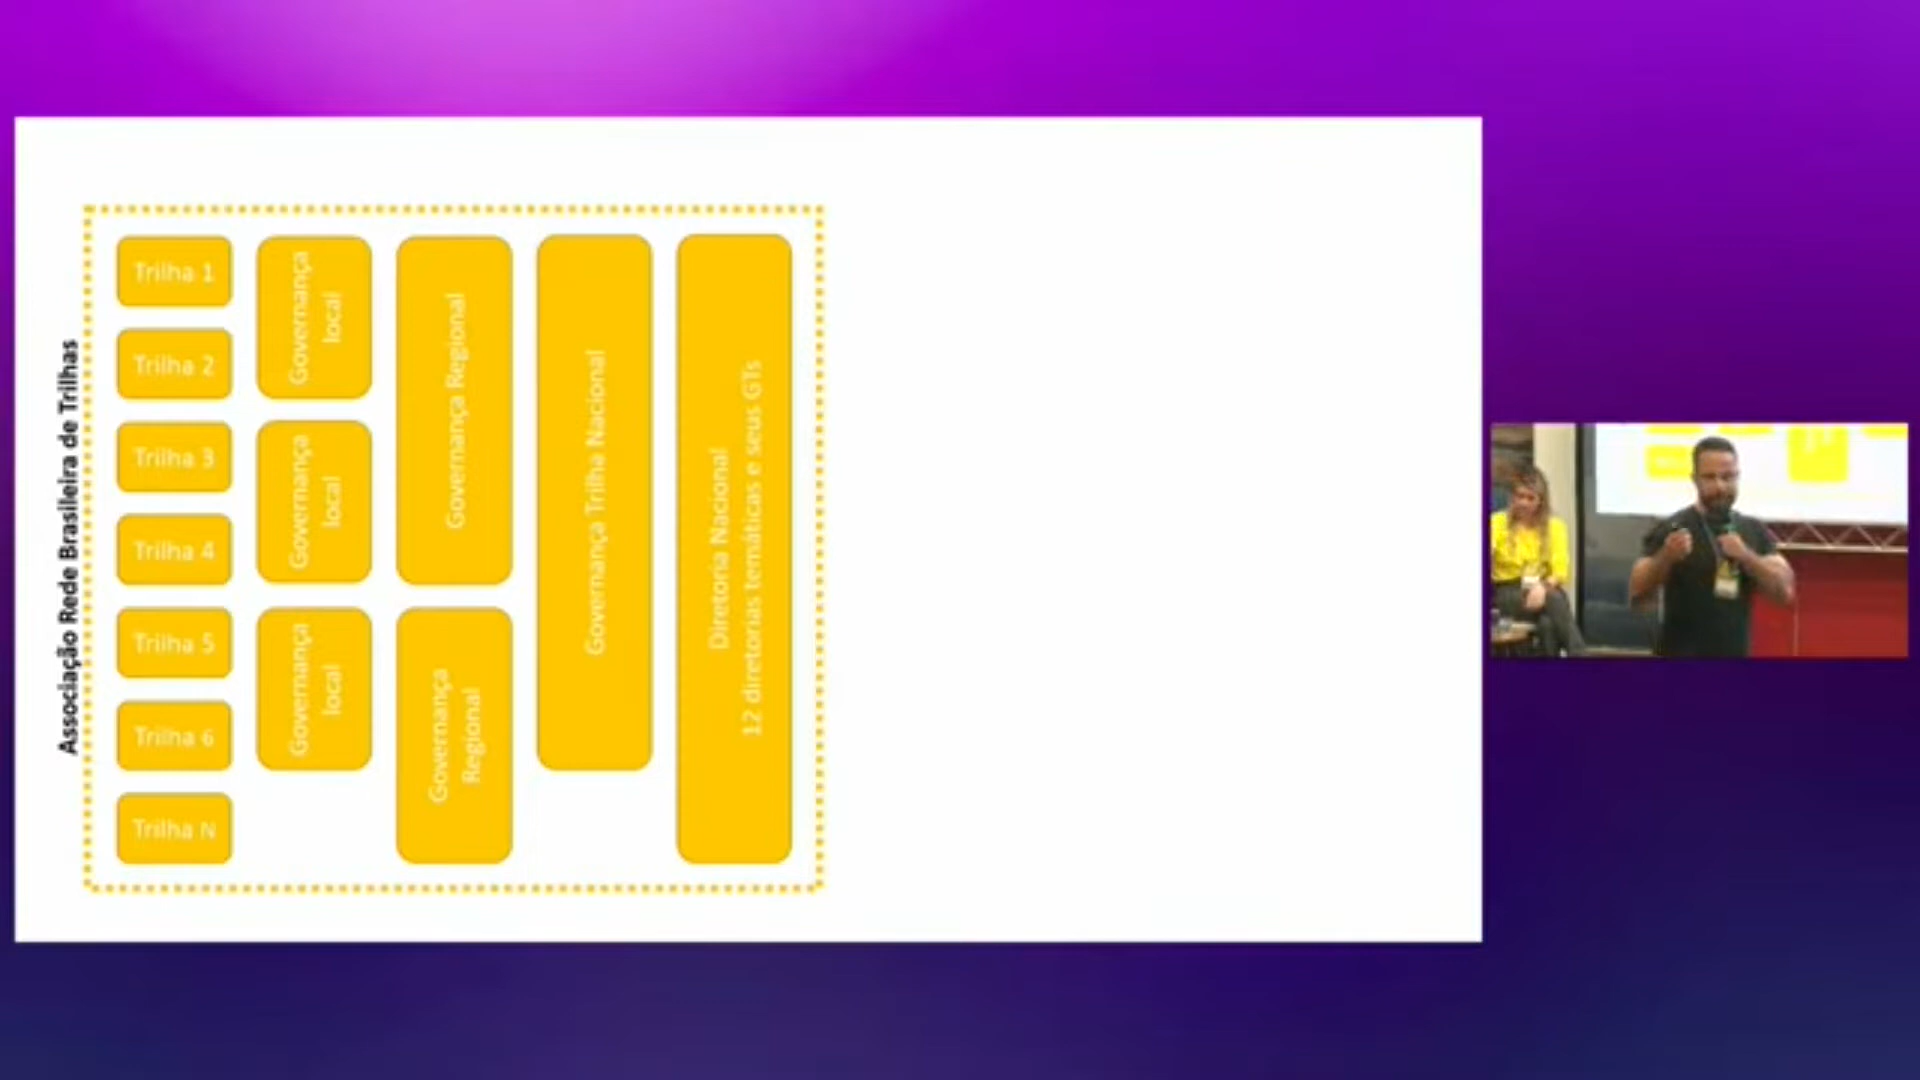 Associação Rede Brasileira de Trilhas
Trilha 1
Trilha 2
Trilha 3
Trilha 4
Trilha 5
Trilha 6
Trilha N
Governança
local
Governança
local
Governança
local
Governança Regional
Governança
Regional
Governança Trilha Nacional
Diretoria Nacional
12 diretorias temáticas e seus GTs